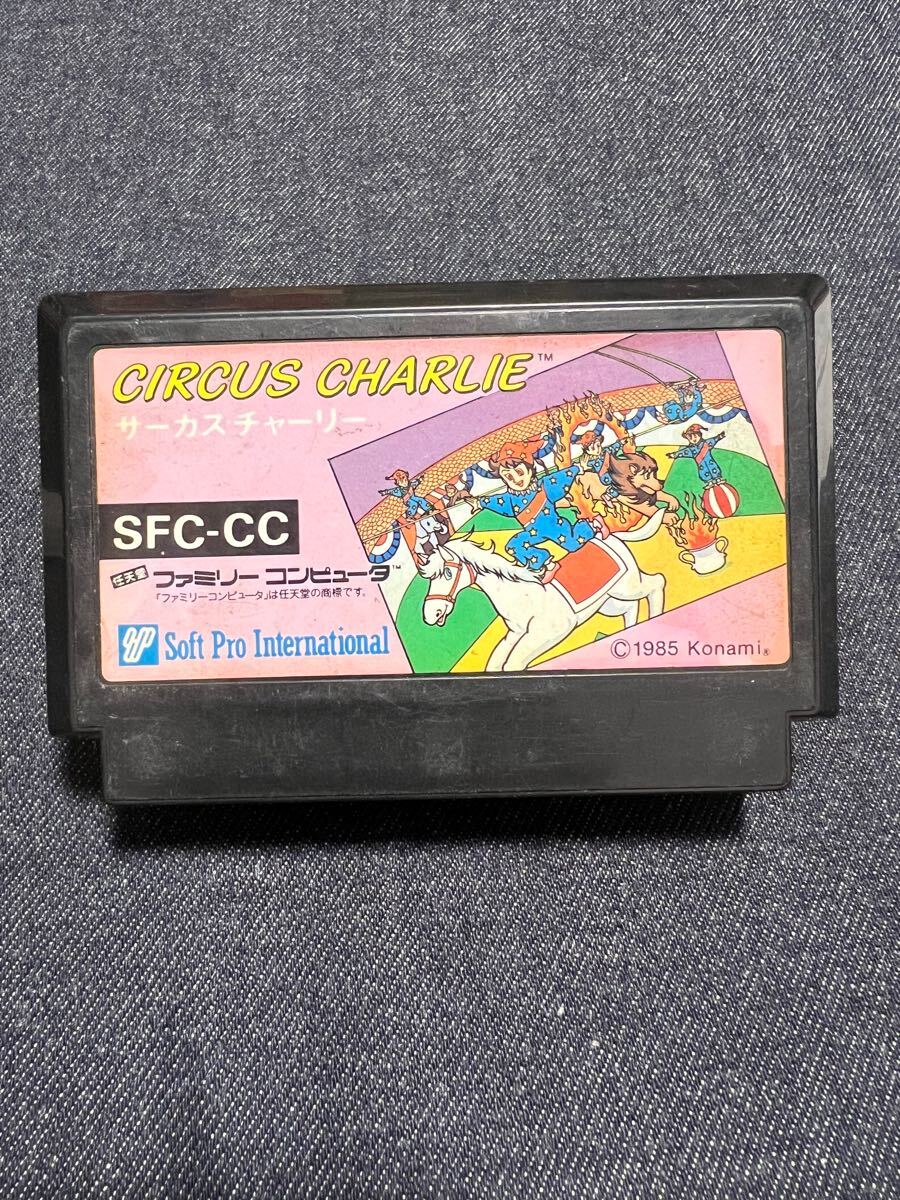 CIRCUS CHARLIE™
サーカスチャーリー
SFC-CC
任天堂 ファミリーコンピュータ™
「ファミリーコンピュータ」は任天堂の商標です。
SP Soft Pro International
©1985 Konami®